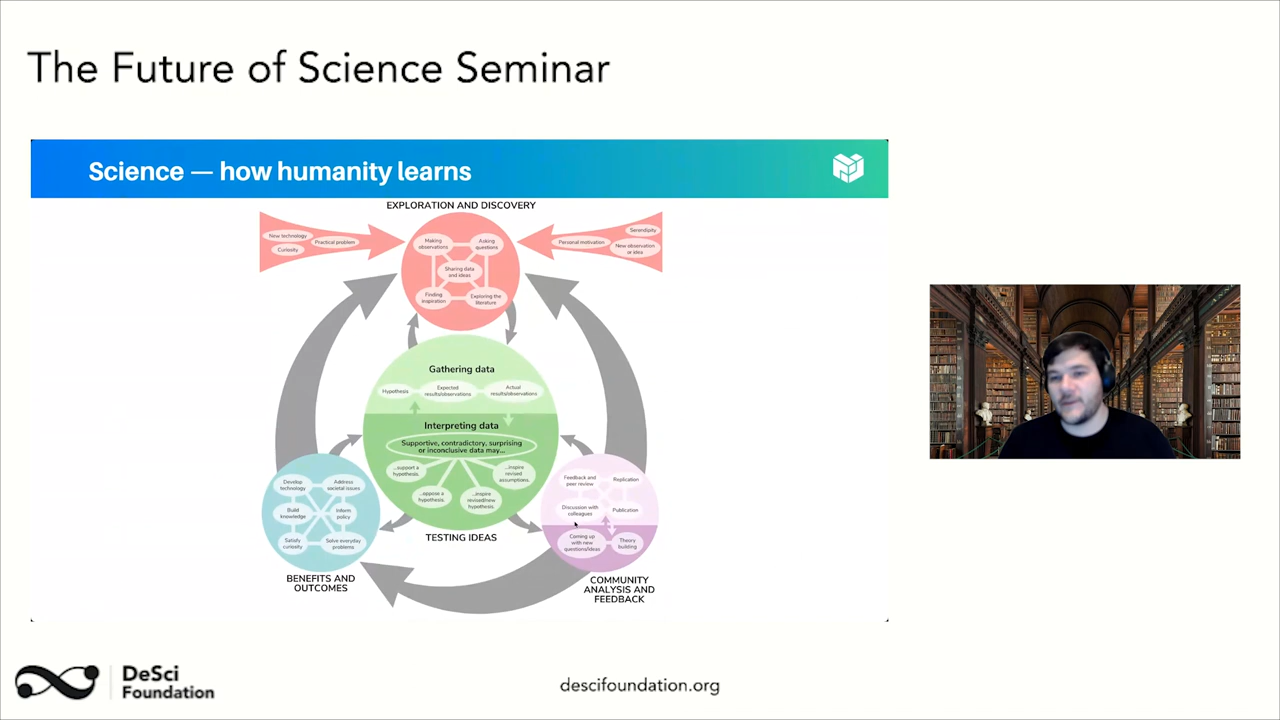 The Future of Science Seminar
Science — how humanity learns
EXPLORATION AND DISCOVERY
New technology
Curiosity
Practical problem
Making
observations
Asking
questions
Sharing data
and ideas
Finding
inspiration
Exploring the
literature
Personal motivation
Serendipity
New observation
or idea
Gathering data
Hypothesis
Expected
results/observations
Actual
results/observations
Interpreting data
Supportive, contradictory, surprising
or inconclusive data may...
...support a
hypothesis.
...oppose a
hypothesis.
...inspire
revised/new
hypothesis.
...inspire
revised
assumptions.
TESTING IDEAS
Develop
technology
Address
societal issues
Build
knowledge
Inform
policy
Satisfy
curiosity
Solve everyday
problems
BENEFITS AND
OUTCOMES
Feedback and
peer review
Replication
Discussion with
colleagues
Publication
Coming up
with new
questions/ideas
Theory
building
COMMUNITY
ANALYSIS AND
FEEDBACK
DeSci
Foundation
descifoundation.org